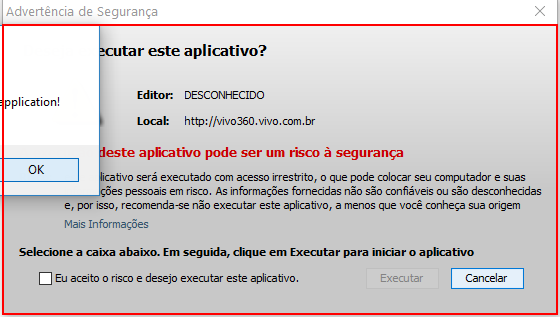 Advertência de Segurança
ecutar este aplicativo?
application!
Editor: DESCONHECIDO
Local: http://vivo360.vivo.com.br
OK
deste aplicativo pode ser um risco à segurança
licativo será executado com acesso irrestrito, o que pode colocar seu computador e suas
ções pessoais em risco. As informações fornecidas não são confiáveis ou são desconhecidas
e, por isso, recomenda-se não executar este aplicativo, a menos que você conheça sua origem
Mais Informações
Selecione a caixa abaixo. Em seguida, clique em Executar para iniciar o aplicativo
Eu aceito o risco e desejo executar este aplicativo.
Executar
Cancelar